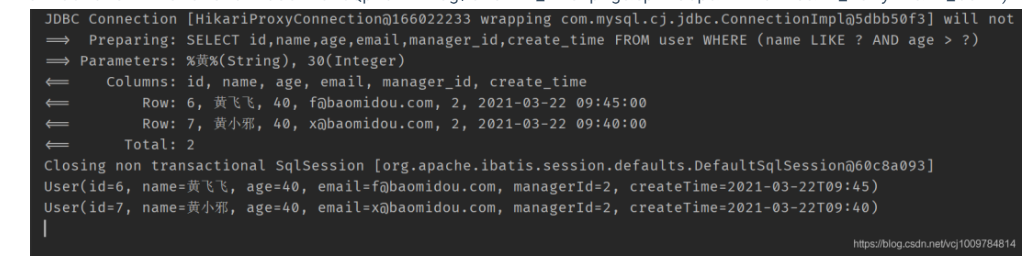 JDBC Connection [HikariProxyConnection@166022233 wrapping com.mysql.cj.jdbc.ConnectionImpl@5dbb50f3] will not
==> Preparing: SELECT id,name,age,email,manager_id,create_time FROM user WHERE (name LIKE ? AND age > ?)
==> Parameters: %黄%(String), 30(Integer)
<== Columns: id, name, age, email, manager_id, create_time
<== Row: 6, 黄飞飞, 40, f@baomidou.com, 2, 2021-03-22 09:45:00
<== Row: 7, 黄小邪, 40, x@baomidou.com, 2, 2021-03-22 09:40:00
<== Total: 2
Closing non transactional SqlSession [org.apache.ibatis.session.defaults.DefaultSqlSession@60c8a093]
User(id=6, name=黄飞飞, age=40, email=f@baomidou.com, managerId=2, createTime=2021-03-22T09:45)
User(id=7, name=黄小邪, age=40, email=x@baomidou.com, managerId=2, createTime=2021-03-22T09:40)
https://blog.csdn.net/vcj1009784814